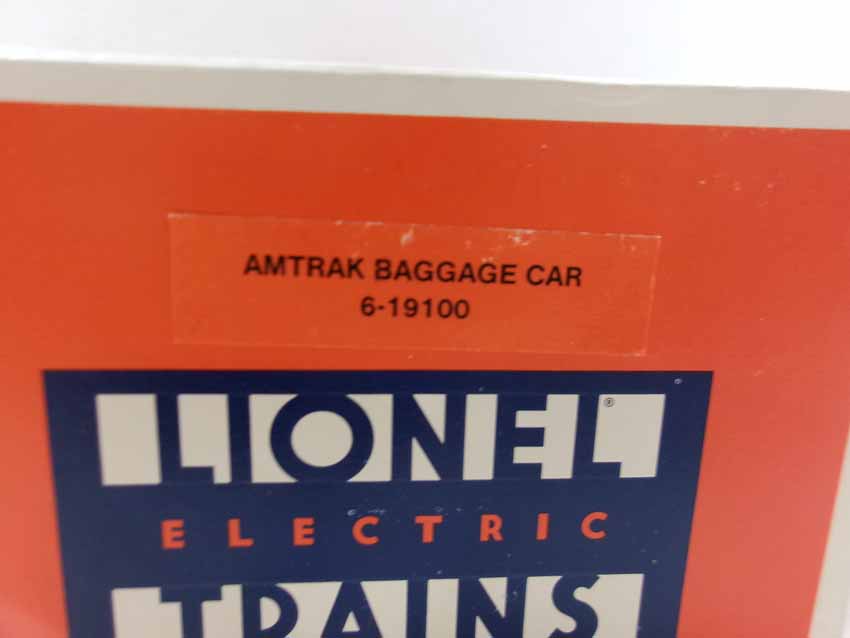 AMTRAK BAGGAGE CAR
6-19100
LIONEL®
ELECTRIC
TRAINS